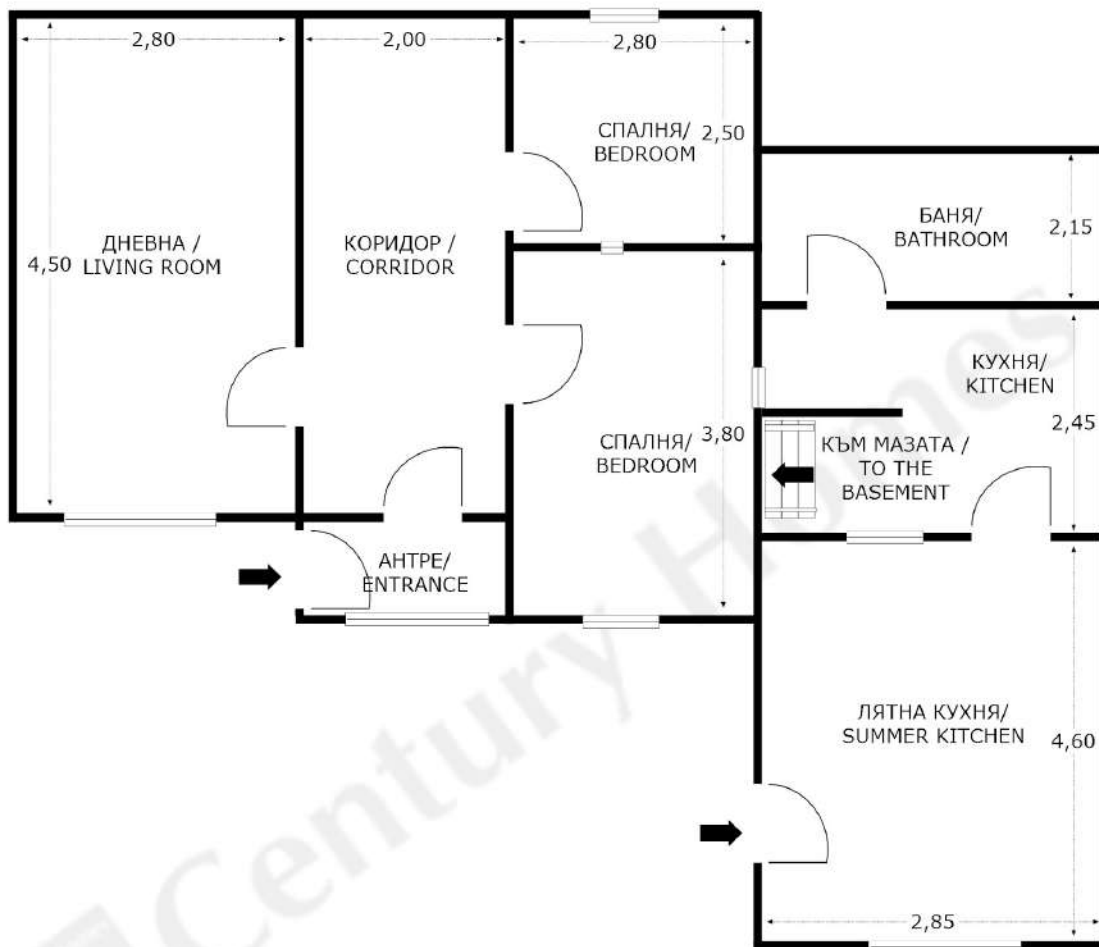 2,80
2,00
2,80
СПАЛНЯ/
BEDROOM
2,50
ДНЕВНА /
LIVING ROOM
4,50
КОРИДОР /
CORRIDOR
БАНЯ/
BATHROOM
2,15
КУХНЯ/
KITCHEN
2,45
СПАЛНЯ/
BEDROOM
3,80
КЪМ МАЗАТА /
TO THE
BASEMENT
АНТРЕ/
ENTRANCE
ЛЯТНА КУХНЯ/
SUMMER KITCHEN
4,60
2,85
Century Homes